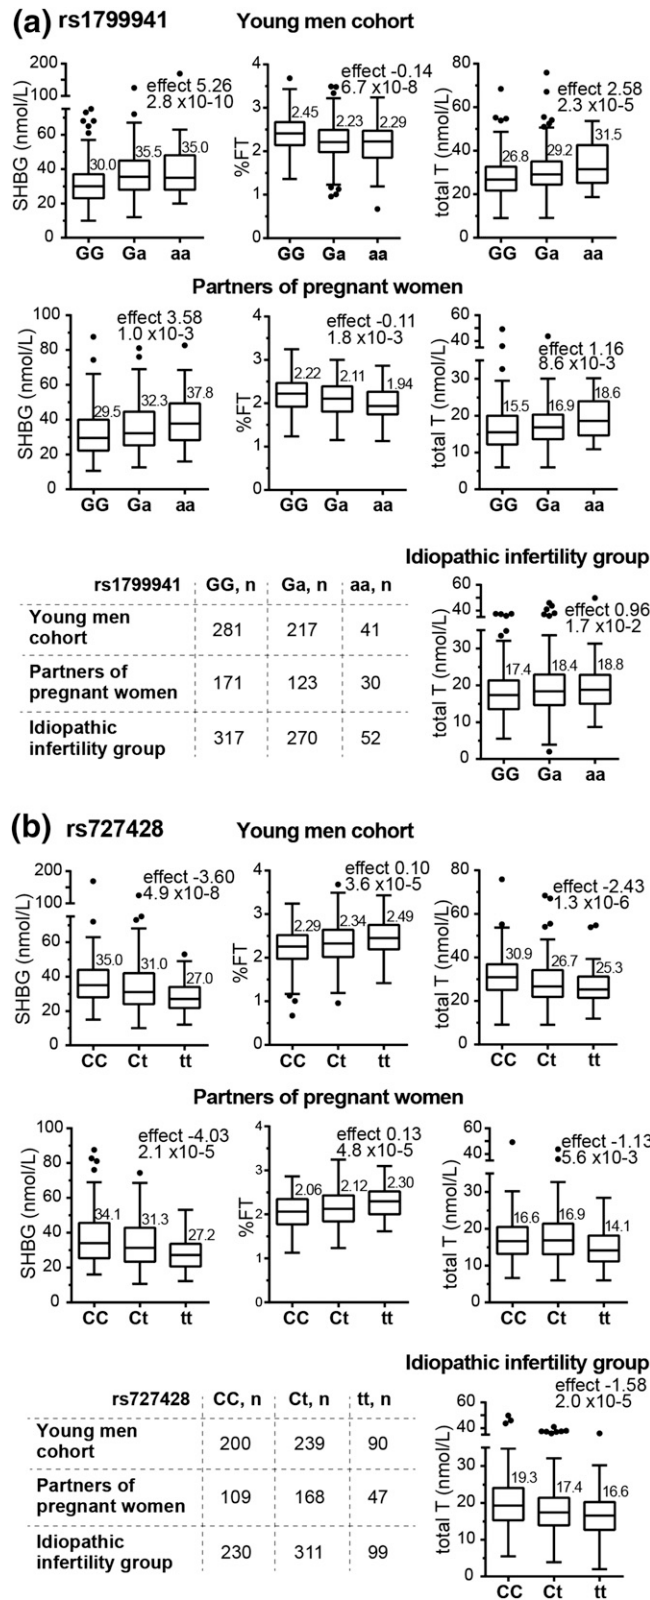 (a) rs1799941 Young men cohort
SHBG (nmol/L)
200
100
60
40
20
0
effect 5.26
2.8 x10-10
30.0 35.5 35.0
GG Ga aa
%FT
4
3
2
1
0
effect -0.14
6.7 x10-8
2.45 2.23 2.29
GG Ga aa
total T (nmol/L)
80
60
40
20
0
effect 2.58
2.3 x10-5
26.8 29.2 31.5
GG Ga aa
Partners of pregnant women
SHBG (nmol/L)
100
80
60
40
20
0
effect 3.58
1.0 x10-3
29.5 32.3 37.8
GG Ga aa
%FT
4
3
2
1
0
effect -0.11
1.8 x10-3
2.22 2.11 1.94
GG Ga aa
total T (nmol/L)
60
40
30
20
10
0
effect 1.16
8.6 x10-3
15.5 16.9 18.6
GG Ga aa
rs1799941 GG, n Ga, n aa, n
Young men
cohort 281 217 41
Partners of
pregnant women 171 123 30
Idiopathic
infertility group 317 270 52
Idiopathic infertility group
total T (nmol/L)
60
40
30
20
10
0
effect 0.96
1.7 x10-2
17.4 18.4 18.8
GG Ga aa
(b) rs727428 Young men cohort
SHBG (nmol/L)
200
100
80
60
40
20
0
effect -3.60
4.9 x10-8
35.0 31.0 27.0
CC Ct tt
%FT
4
3
2
1
0
effect 0.10
3.6 x10-5
2.29 2.34 2.49
CC Ct tt
total T (nmol/L)
80
60
40
20
0
effect -2.43
1.3 x10-6
30.9 26.7 25.3
CC Ct tt
Partners of pregnant women
SHBG (nmol/L)
100
80
60
40
20
0
effect -4.03
2.1 x10-5
34.1 31.3 27.2
CC Ct tt
%FT
4
3
2
1
0
effect 0.13
4.8 x10-5
2.06 2.12 2.30
CC Ct tt
total T (nmol/L)
60
40
30
20
10
0
effect -1.13
5.6 x10-3
16.6 16.9 14.1
CC Ct tt
rs727428 CC, n Ct, n tt, n
Young men
cohort 200 239 90
Partners of
pregnant women 109 168 47
Idiopathic
infertility group 230 311 99
Idiopathic infertility group
total T (nmol/L)
60
40
30
20
10
0
effect -1.58
2.0 x10-5
19.3 17.4 16.6
CC Ct tt